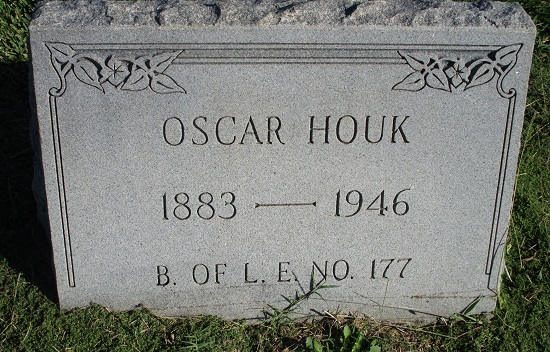 OSCAR HOUK
1883 — 1946
B. OF L. E. NO. 177